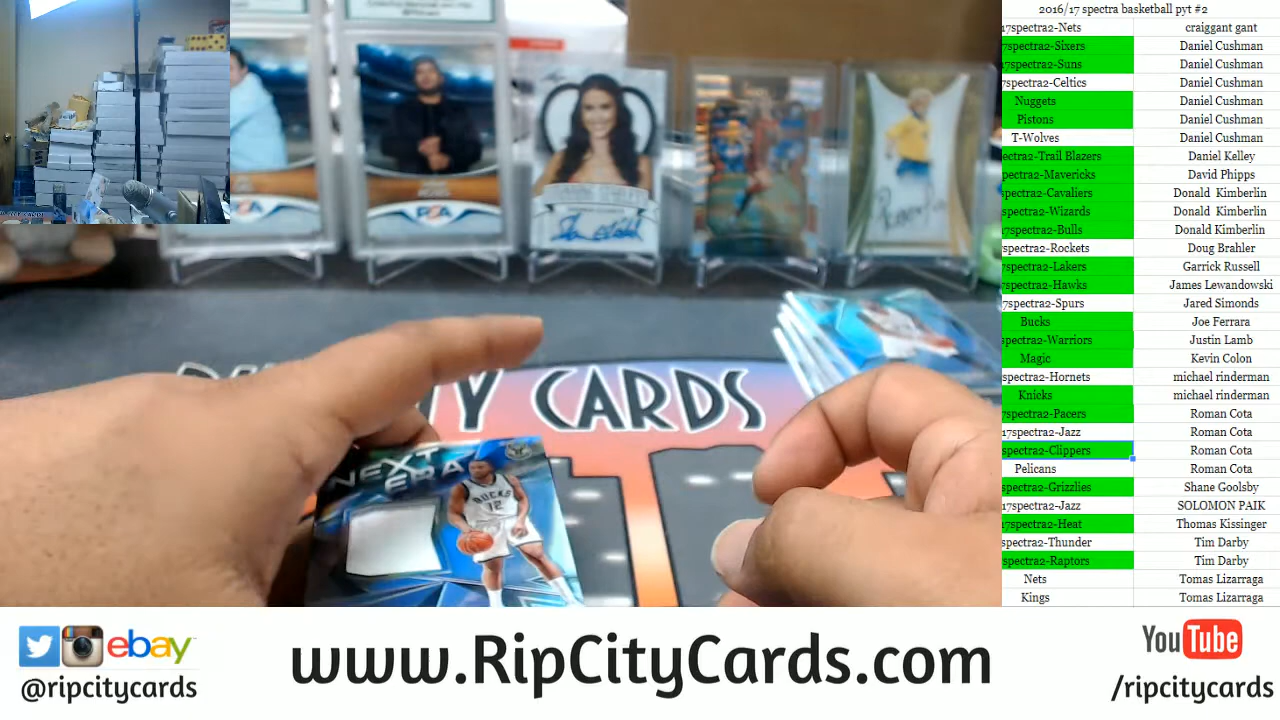 2016/17 spectra basketball pyt #2
17spectra2-Nets craiggant gant
7spectra2-Sixers Daniel Cushman
7spectra2-Suns Daniel Cushman
7spectra2-Celtics Daniel Cushman
Nuggets Daniel Cushman
Pistons Daniel Cushman
T-Wolves Daniel Cushman
ectra2-Trail Blazers Daniel Kelley
spectra2-Mavericks David Phipps
spectra2-Cavaliers Donald Kimberlin
spectra2-Wizards Donald Kimberlin
7spectra2-Bulls Donald Kimberlin
spectra2-Rockets Doug Brahler
7spectra2-Lakers Garrick Russell
7spectra2-Hawks James Lewandowski
7spectra2-Spurs Jared Simonds
Bucks Joe Ferrara
spectra2-Warriors Justin Lamb
Magic Kevin Colon
spectra2-Hornets michael rinderman
Knicks michael rinderman
7spectra2-Pacers Roman Cota
17spectra2-Jazz Roman Cota
spectra2-Clippers Roman Cota
Pelicans Roman Cota
spectra2-Grizzlies Shane Goolsby
17spectra2-Jazz SOLOMON PAIK
17spectra2-Heat Thomas Kissinger
spectra2-Thunder Tim Darby
spectra2-Raptors Tim Darby
Nets Tomas Lizarraga
Kings Tomas Lizarraga
PSA
TY CARDS
NEXT
ERA
BUCKS
12
ebay
@ripcitycards
www.RipCityCards.com
YouTube
/ripcitycards